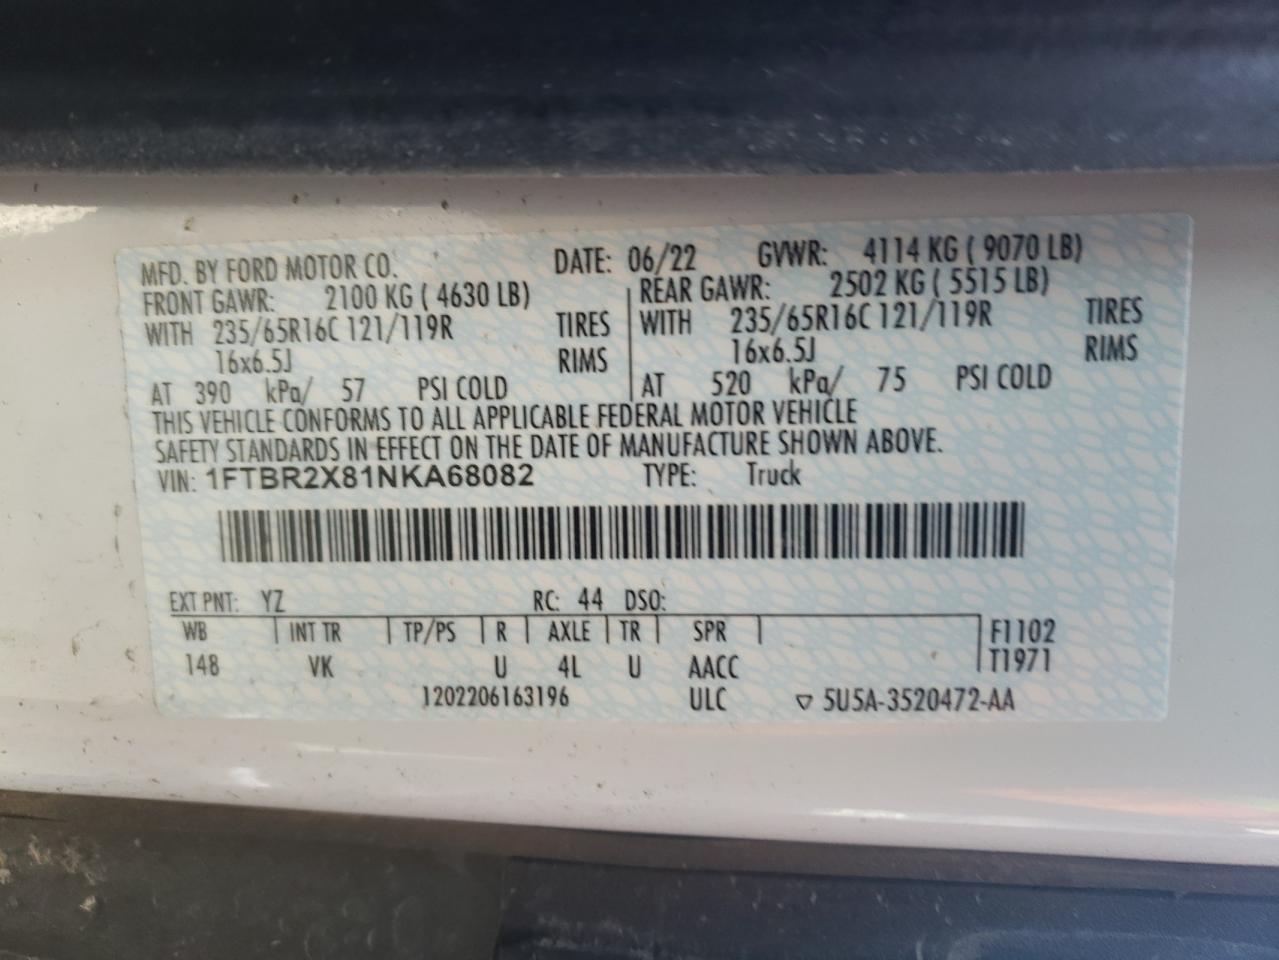 MFD. BY FORD MOTOR CO. DATE: 06/22 GVWR: 4114 KG ( 9070 LB)
FRONT GAWR: 2100 KG ( 4630 LB) REAR GAWR: 2502 KG ( 5515 LB)
WITH 235/65R16C 121/119R TIRES WITH 235/65R16C 121/119R TIRES
16x6.5J RIMS 16x6.5J RIMS
AT 390 kPa/ 57 PSI COLD AT 520 kPa/ 75 PSI COLD
THIS VEHICLE CONFORMS TO ALL APPLICABLE FEDERAL MOTOR VEHICLE
SAFETY STANDARDS IN EFFECT ON THE DATE OF MANUFACTURE SHOWN ABOVE.
VIN: 1FTBR2X81NKA68082 TYPE: Truck
EXT PNT: YZ RC: 44 DSO:
WB INT TR TP/PS R AXLE TR SPR F1102
148 VK U 4L U AACC T1971
1202206163196 ULC ▽ 5U5A-3520472-AA